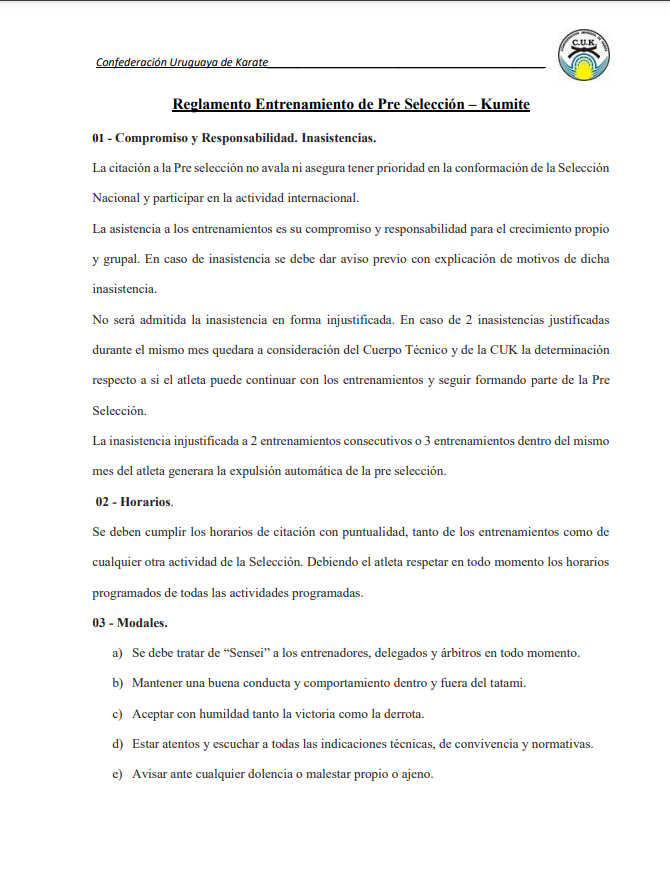 Confederación Uruguaya de Karate
C.U.K.
Reglamento Entrenamiento de Pre Selección – Kumite
01 - Compromiso y Responsabilidad. Inasistencias.
La citación a la Pre selección no avala ni asegura tener prioridad en la conformación de la Selección
Nacional y participar en la actividad internacional.
La asistencia a los entrenamientos es su compromiso y responsabilidad para el crecimiento propio
y grupal. En caso de inasistencia se debe dar aviso previo con explicación de motivos de dicha
inasistencia.
No será admitida la inasistencia en forma injustificada. En caso de 2 inasistencias justificadas
durante el mismo mes quedara a consideración del Cuerpo Técnico y de la CUK la determinación
respecto a si el atleta puede continuar con los entrenamientos y seguir formando parte de la Pre
Selección.
La inasistencia injustificada a 2 entrenamientos consecutivos o 3 entrenamientos dentro del mismo
mes del atleta generara la expulsión automática de la pre selección.
02 - Horarios.
Se deben cumplir los horarios de citación con puntualidad, tanto de los entrenamientos como de
cualquier otra actividad de la Selección. Debiendo el atleta respetar en todo momento los horarios
programados de todas las actividades programadas.
03 - Modales.
a) Se debe tratar de “Sensei” a los entrenadores, delegados y árbitros en todo momento.
b) Mantener una buena conducta y comportamiento dentro y fuera del tatami.
c) Aceptar con humildad tanto la victoria como la derrota.
d) Estar atentos y escuchar a todas las indicaciones técnicas, de convivencia y normativas.
e) Avisar ante cualquier dolencia o malestar propio o ajeno.